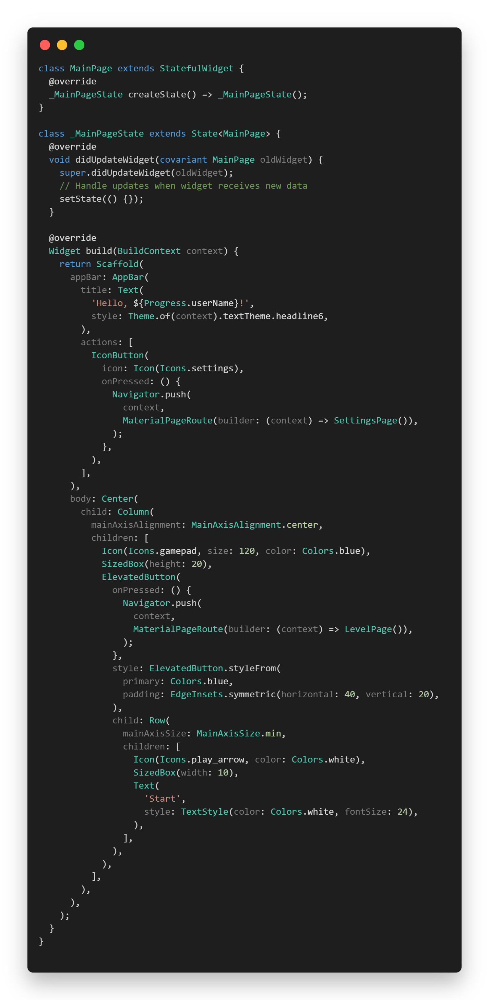 class MainPage extends StatefulWidget {
  @override
  _MainPageState createState() => _MainPageState();
}

class _MainPageState extends State<MainPage> {
  @override
  void didUpdateWidget(covariant MainPage oldWidget) {
    super.didUpdateWidget(oldWidget);
    // Handle updates when widget receives new data
    setState(() {});
  }

  @override
  Widget build(BuildContext context) {
    return Scaffold(
      appBar: AppBar(
        title: Text(
          'Hello, ${Progress.userName}!',
          style: Theme.of(context).textTheme.headline6,
        ),
        actions: [
          IconButton(
            icon: Icon(Icons.settings),
            onPressed: () {
              Navigator.push(
                context,
                MaterialPageRoute(builder: (context) => SettingsPage()),
              );
            },
          ),
        ],
      ),
      body: Center(
        child: Column(
          mainAxisAlignment: MainAxisAlignment.center,
          children: [
            Icon(Icons.gamepad, size: 120, color: Colors.blue),
            SizedBox(height: 20),
            ElevatedButton(
              onPressed: () {
                Navigator.push(
                  context,
                  MaterialPageRoute(builder: (context) => LevelPage()),
                );
              },
              style: ElevatedButton.styleFrom(
                primary: Colors.blue,
                padding: EdgeInsets.symmetric(horizontal: 40, vertical: 20),
              ),
              child: Row(
                mainAxisSize: MainAxisSize.min,
                children: [
                  Icon(Icons.play_arrow, color: Colors.white),
                  SizedBox(width: 10),
                  Text(
                    'Start',
                    style: TextStyle(color: Colors.white, fontSize: 24),
                  ),
                ],
              ),
            ),
          ],
        ),
      ),
    );
  }
}